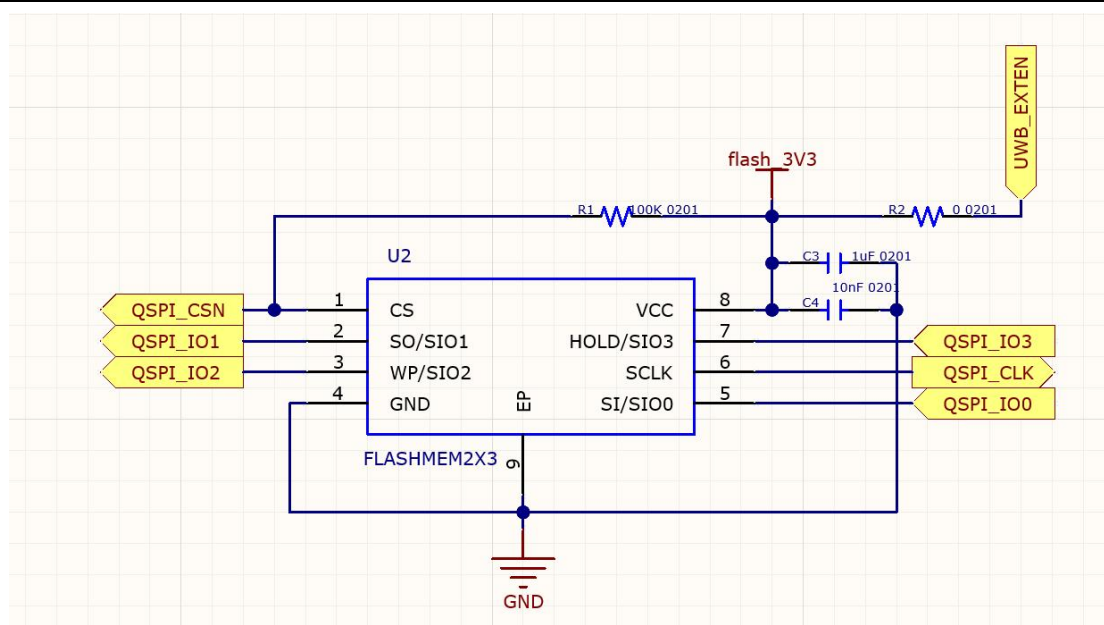 UWB_EXTEN
flash_3V3
R1 100K 0201
R2 0 0201
U2
C3 1uF 0201
10nF 0201
C4
QSPI_CSN 1 CS VCC 8
QSPI_IO1 2 SO/SIO1 HOLD/SIO3 7 QSPI_IO3
QSPI_IO2 3 WP/SIO2 SCLK 6 QSPI_CLK
4 GND EP SI/SIO0 5 QSPI_IO0
FLASHMEM2X3 9
GND